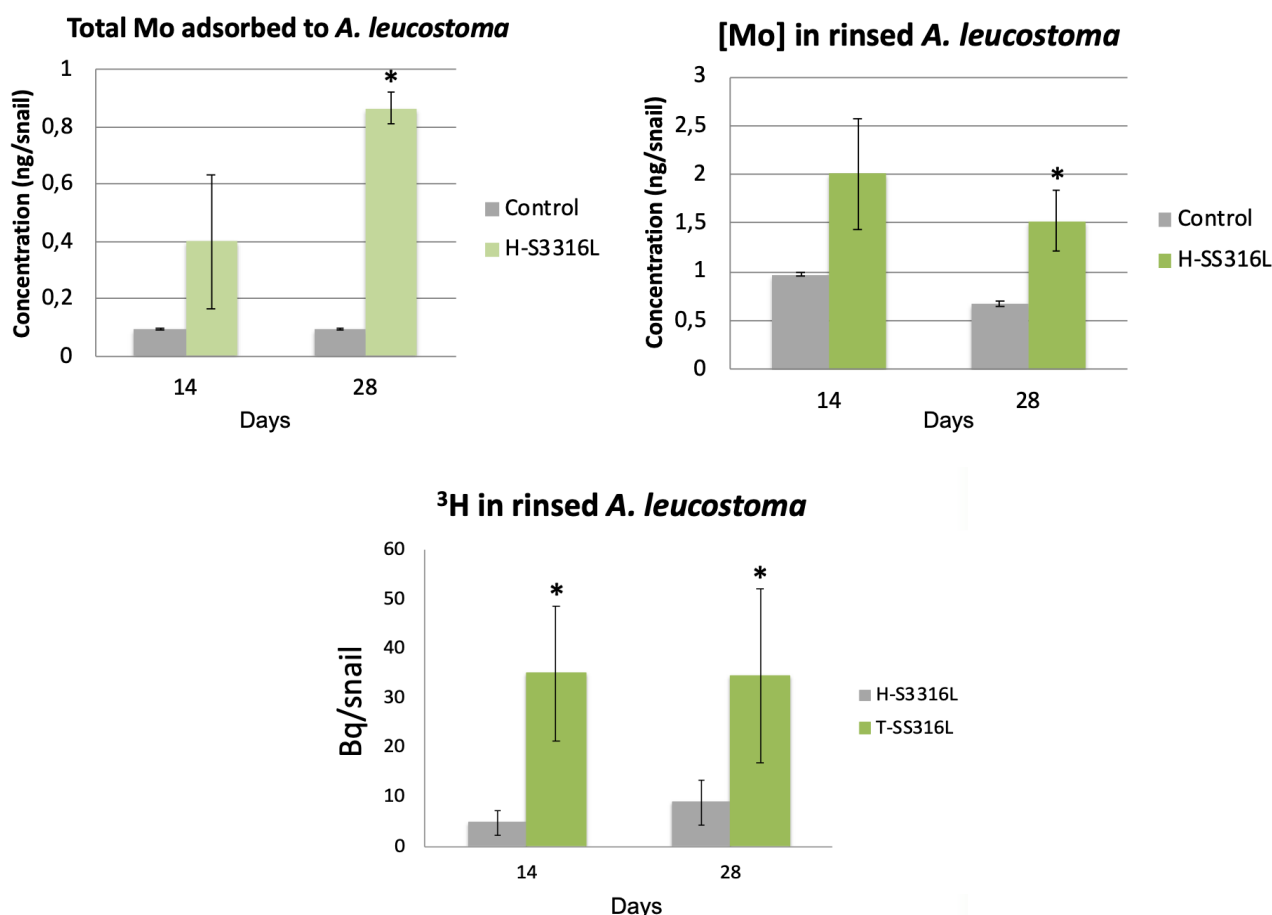 Total Mo adsorbed to A. leucostoma
Concentration (ng/snail)
1
0,8
0,6
0,4
0,2
0
*
14
28
Days
Control
H-S3316L
[Mo] in rinsed A. leucostoma
Concentration (ng/snail)
3
2,5
2
1,5
1
0,5
0
*
14
28
Days
Control
H-SS316L
³H in rinsed A. leucostoma
Bq/snail
60
50
40
30
20
10
0
*
*
14
28
Days
H-S3316L
T-SS316L